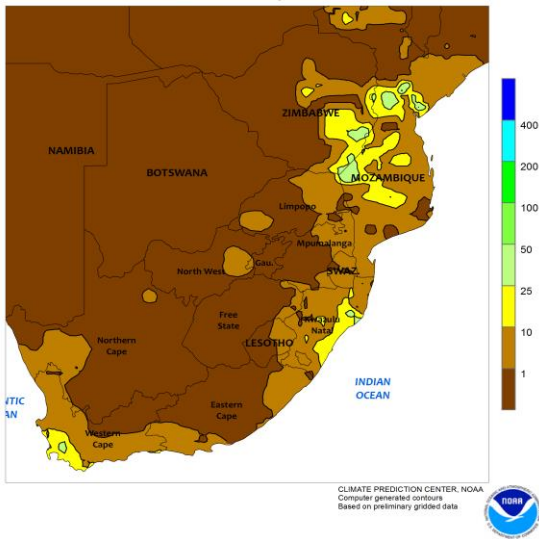 ZIMBABWE
NAMIBIA
BOTSWANA
MOZAMBIQUE
Limpopo
Mpumalanga
Gau.
North West
SWAZ.
Free
State
Kwazulu
Natal
LESOTHO
Northern
Cape
Eastern
Cape
Western
Cape
INDIAN
OCEAN
NTIC
AN
400
200
100
50
25
10
1
CLIMATE PREDICTION CENTER, NOAA
Computer generated contours
Based on preliminary gridded data
NOAA